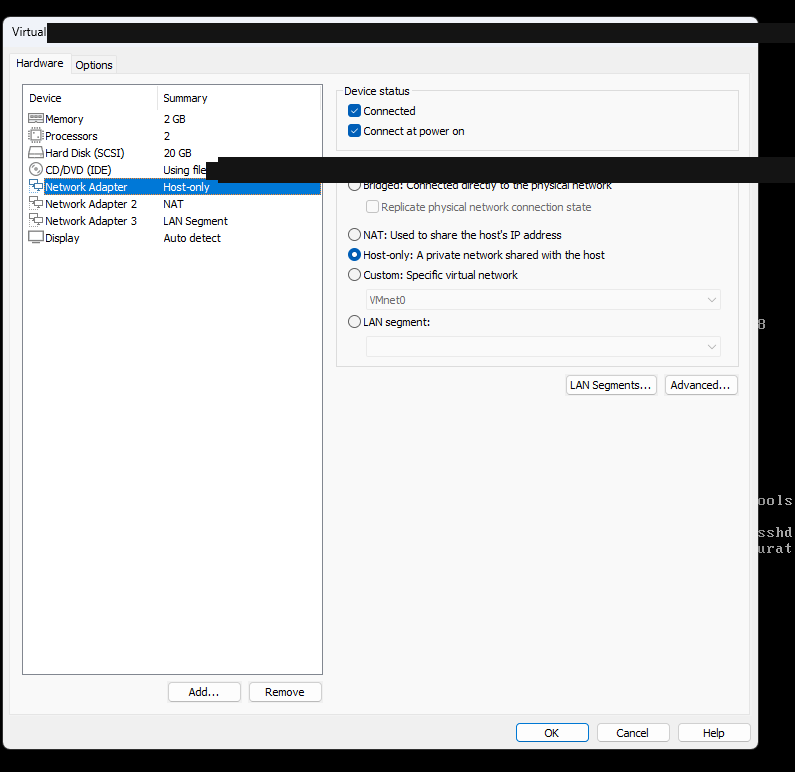 Virtual
Hardware Options
Device Summary
Memory 2 GB
Processors 2
Hard Disk (SCSI) 20 GB
CD/DVD (IDE) Using file
Network Adapter Host-only
Network Adapter 2 NAT
Network Adapter 3 LAN Segment
Display Auto detect
Add... Remove
Device status
Connected
Connect at power on
Bridged: Connected directly to the physical network
Replicate physical network connection state
NAT: Used to share the host's IP address
Host-only: A private network shared with the host
Custom: Specific virtual network
VMnet0
LAN segment:
LAN Segments... Advanced...
OK Cancel Help
8
ools
sshd
urat